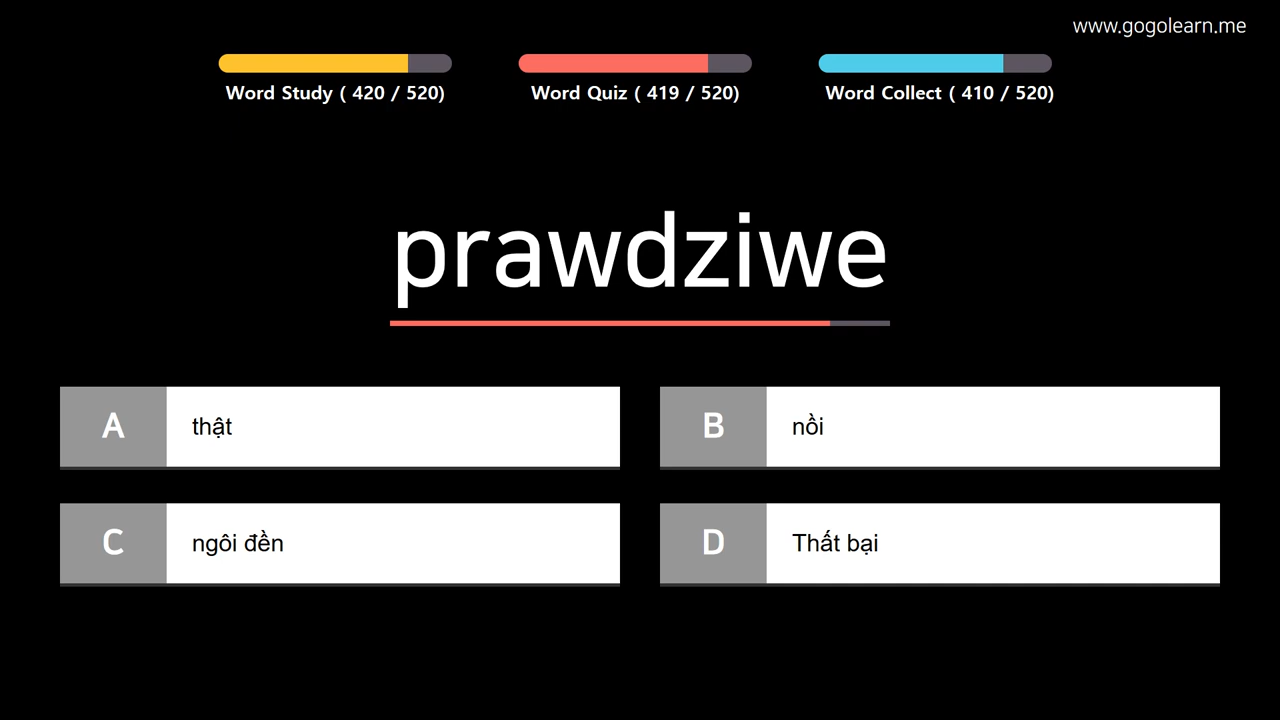 www.gogolearn.me
Word Study ( 420 / 520)
Word Quiz ( 419 / 520)
Word Collect ( 410 / 520)
prawdziwe
A
thật
B
nồi
C
ngôi đền
D
Thất bại